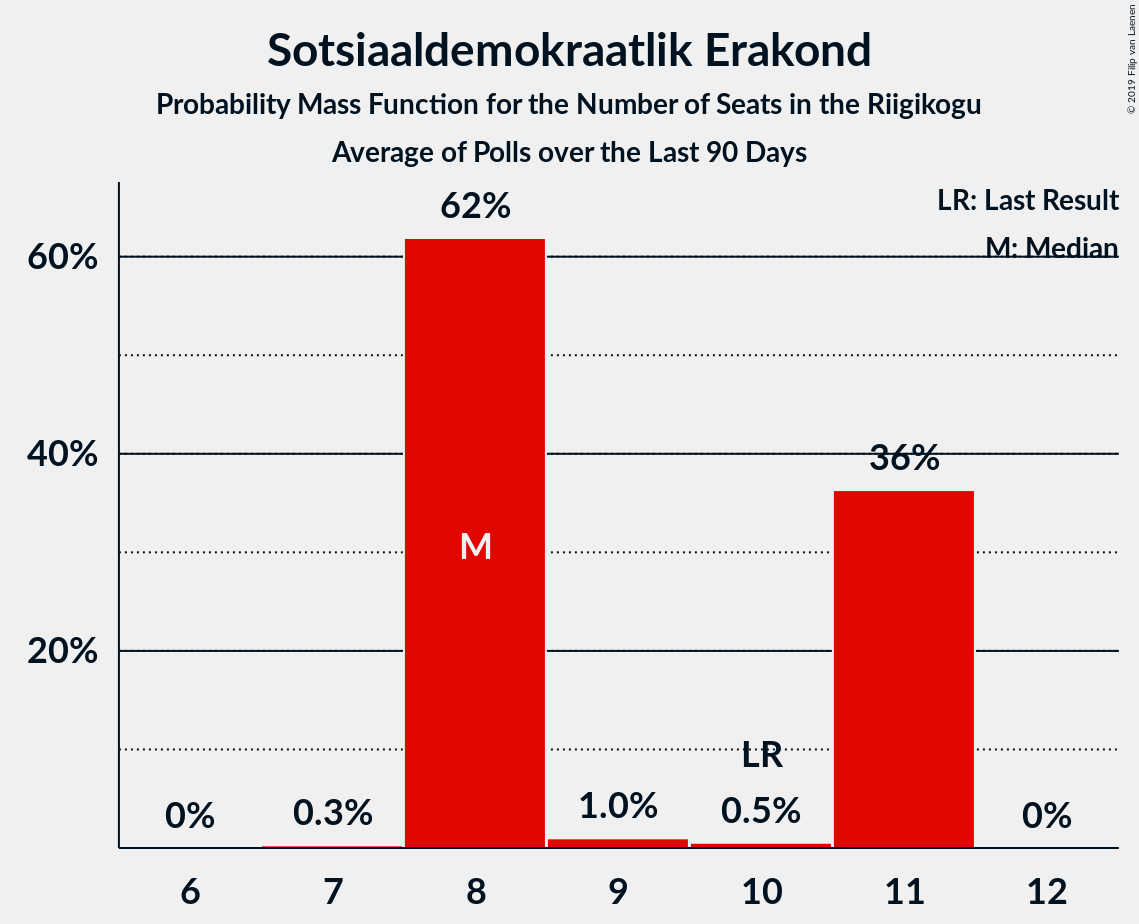 Sotsiaaldemokraatlik Erakond
Probability Mass Function for the Number of Seats in the Riigikogu
Average of Polls over the Last 90 Days
© 2019 Filip van Laenen
LR: Last Result
M: Median
60%
40%
20%
0%
0.3%
62%
M
1.0%
LR
0.5%
36%
0%
6
7
8
9
10
11
12